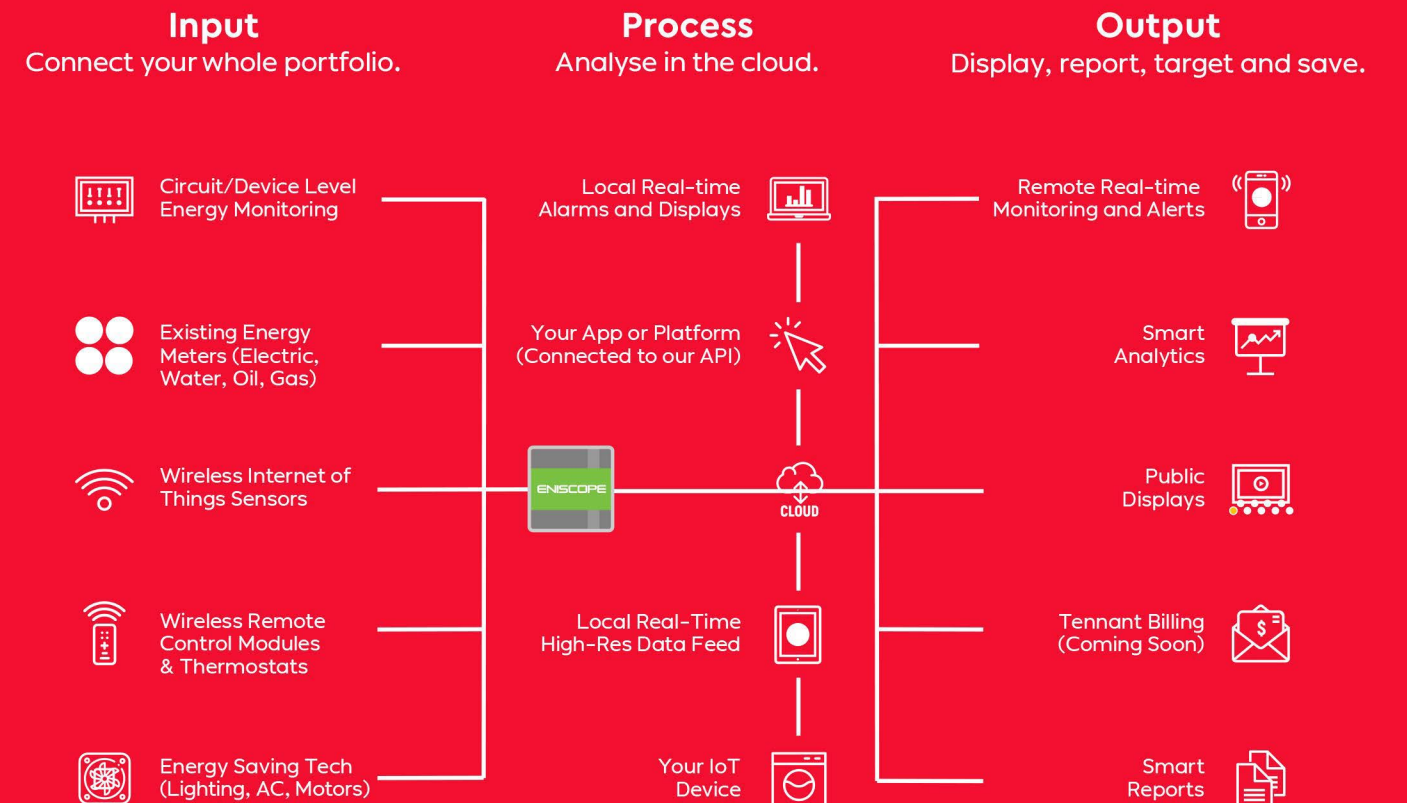 Input
Connect your whole portfolio.
Circuit/Device Level
Energy Monitoring
Existing Energy
Meters (Electric,
Water, Oil, Gas)
Wireless Internet of
Things Sensors
Wireless Remote
Control Modules
& Thermostats
Energy Saving Tech
(Lighting, AC, Motors)
ENISCOPE
Process
Analyse in the cloud.
Local Real-time
Alarms and Displays
Your App or Platform
(Connected to our API)
CLOUD
Local Real-Time
High-Res Data Feed
Your IoT
Device
Output
Display, report, target and save.
Remote Real-time
Monitoring and Alerts
Smart
Analytics
Public
Displays
Tennant Billing
(Coming Soon)
$
Smart
Reports